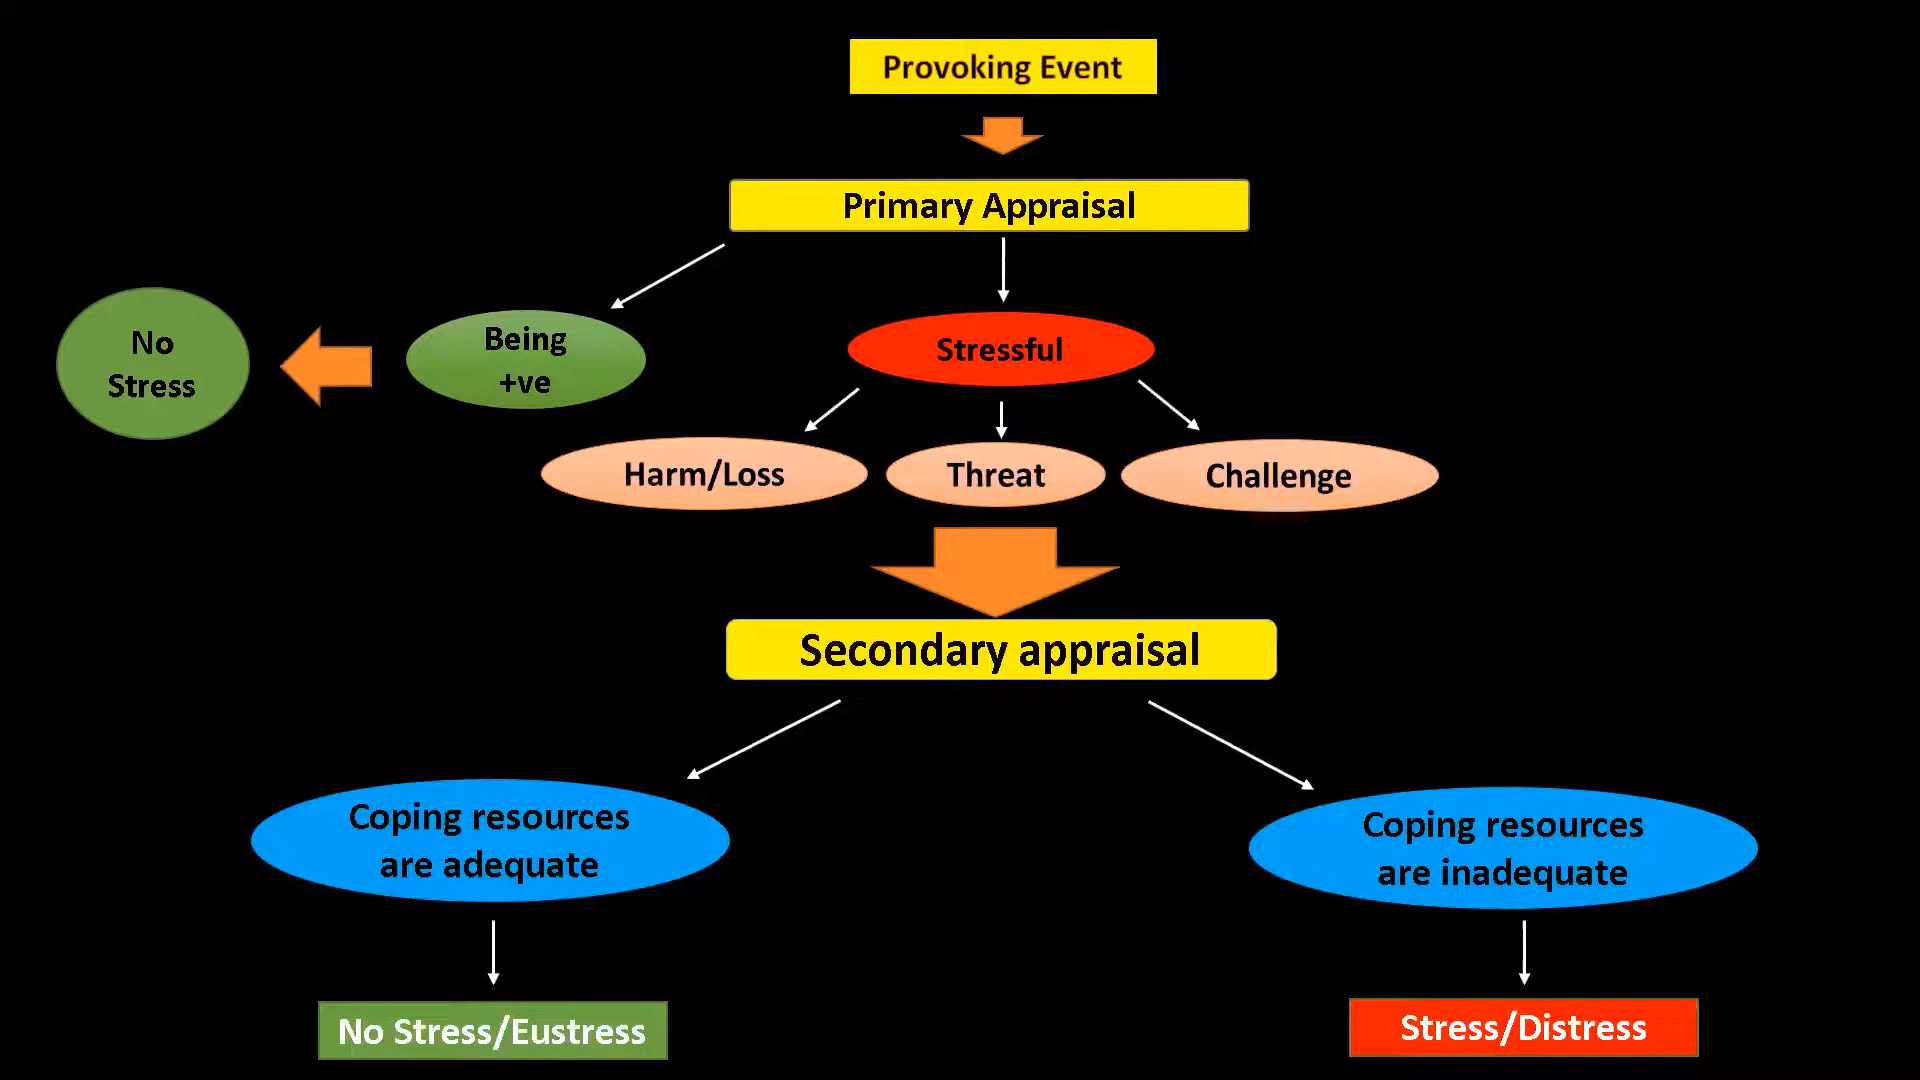 Provoking Event
Primary Appraisal
No
Stress
Being
+ve
Stressful
Harm/Loss
Threat
Challenge
Secondary appraisal
Coping resources
are adequate
Coping resources
are inadequate
No Stress/Eustress
Stress/Distress